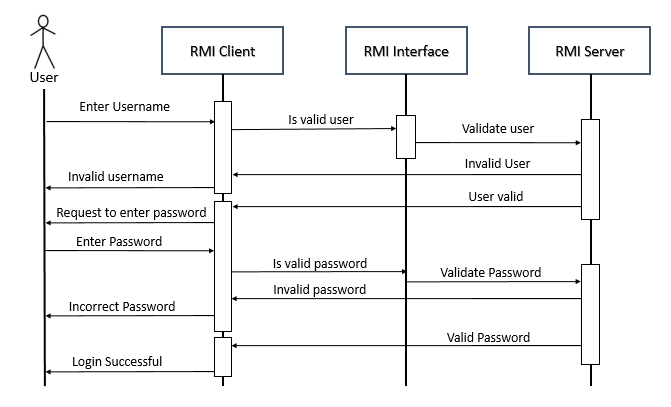 RMI Client
RMI Interface
RMI Server
User
Enter Username
Is valid user
Validate user
Invalid User
Invalid username
User valid
Request to enter password
Enter Password
Is valid password
Validate Password
Invalid password
Incorrect Password
Valid Password
Login Successful